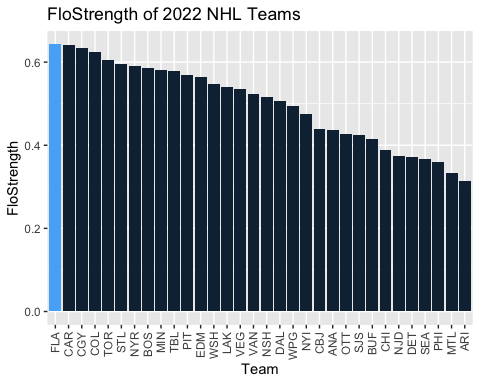 FloStrength of 2022 NHL Teams
FloStrength
0.6
0.4
0.2
0.0
FLA CAR CGY COL TOR STL NYR BOS MIN TBL PIT EDM WSH LAK VEG VAN NSH DAL WPG NYI CBJ ANA OTT SJS BUF CHI NJD DET SEA PHI MTL ARI
Team